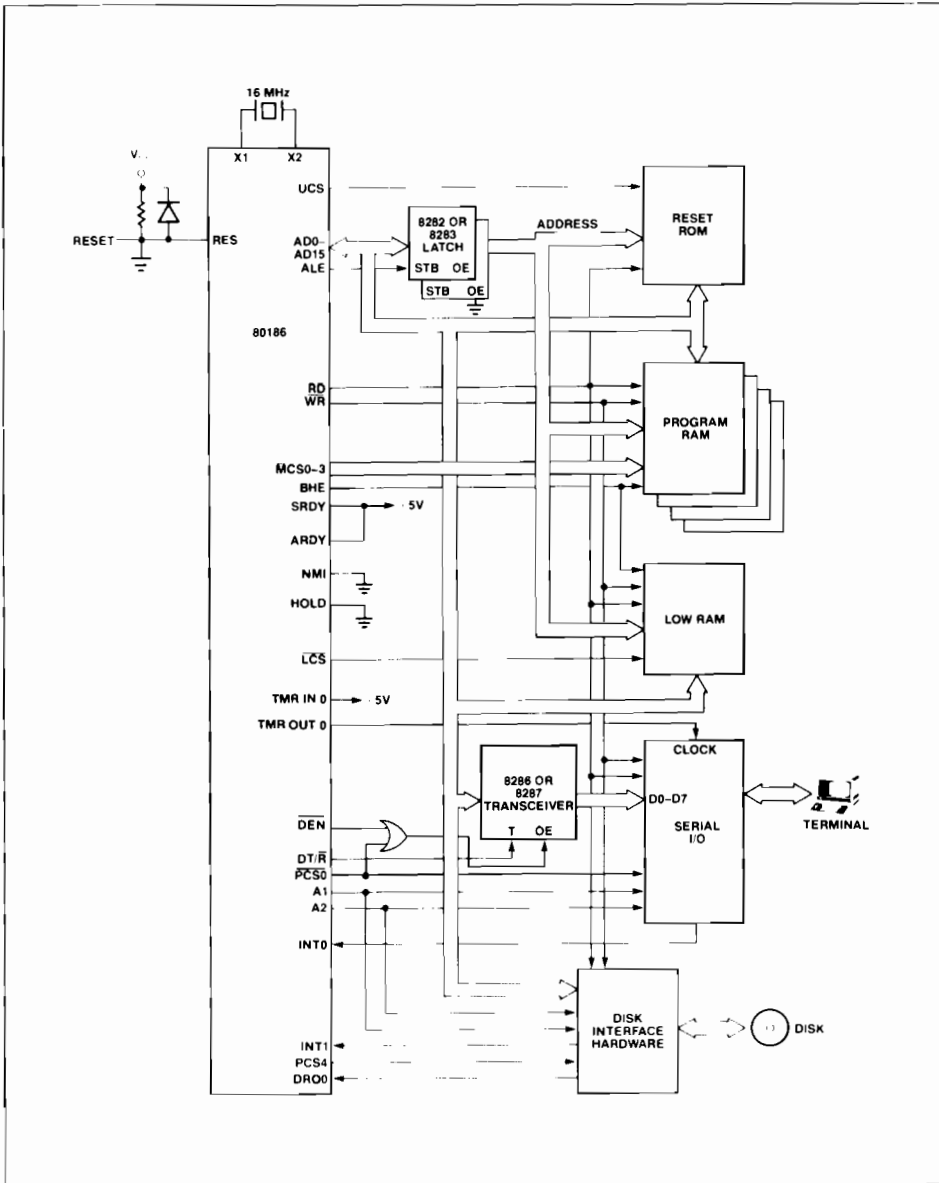 16 MHz
X1 X2
V
UCS
RESET
RES
AD0-
AD15
ALE
8282 OR
8283
LATCH
STB OE
STB OE
ADDRESS
RESET
ROM
80186
RD
WR
MCS0-3
BHE
SRDY
5V
ARDY
NMI
HOLD
LCS
TMR IN 0
5V
TMR OUT 0
PROGRAM
RAM
LOW RAM
CLOCK
D0-D7
SERIAL
I/O
TERMINAL
8286 OR
8287
TRANSCEIVER
T OE
DEN
DT/R
PCS0
A1
A2
INT0
INT1
PCS4
DRO0
DISK
INTERFACE
HARDWARE
DISK